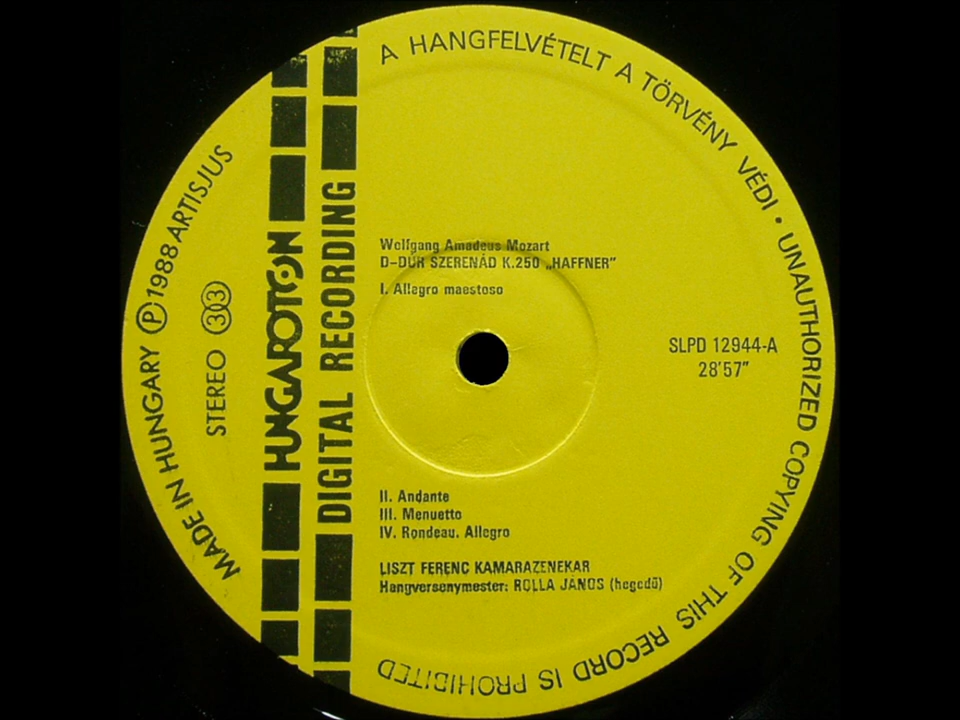 A HANGFELVÉTELT A TÖRVÉNY VÉDI • UNAUTHORIZED COPYING OF THIS RECORD IS PROHIBITED
MADE IN HUNGARY Ⓟ 1988 ARTISJUS
STEREO 33
HUNGAROTON
DIGITAL RECORDING
Wolfgang Amadeus Mozart
D-DÚR SZERENÁD K.250 „HAFFNER”
I. Allegro maestoso
SLPD 12944-A
28'57"
II. Andante
III. Menuetto
IV. Rondeau. Allegro
LISZT FERENC KAMARAZENEKAR
Hangversenymester: ROLLA JÁNOS (hegedű)